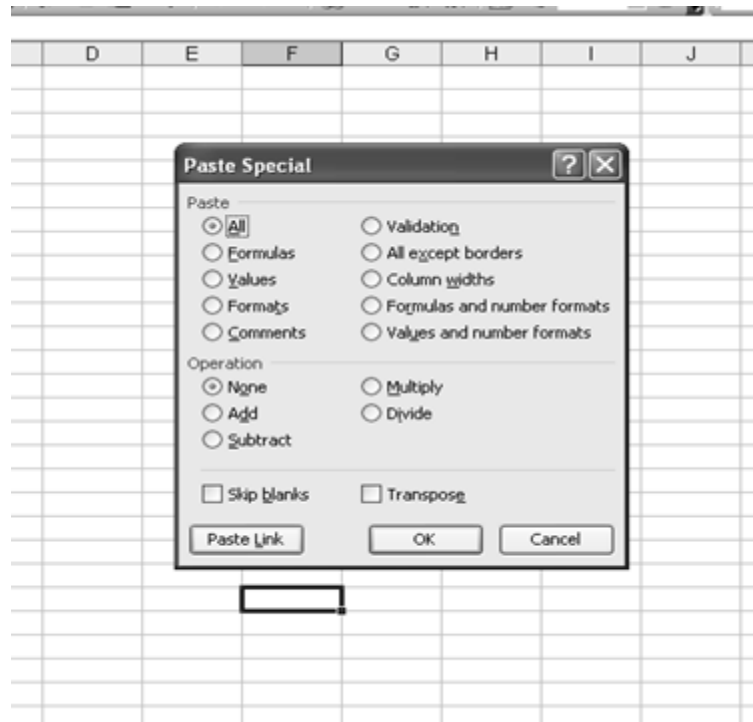 D E F G H I J
Paste Special
Paste
All Validation
Formulas All except borders
Values Column widths
Formats Formulas and number formats
Comments Values and number formats
Operation
None Multiply
Add Divide
Subtract
Skip blanks Transpose
Paste Link OK Cancel